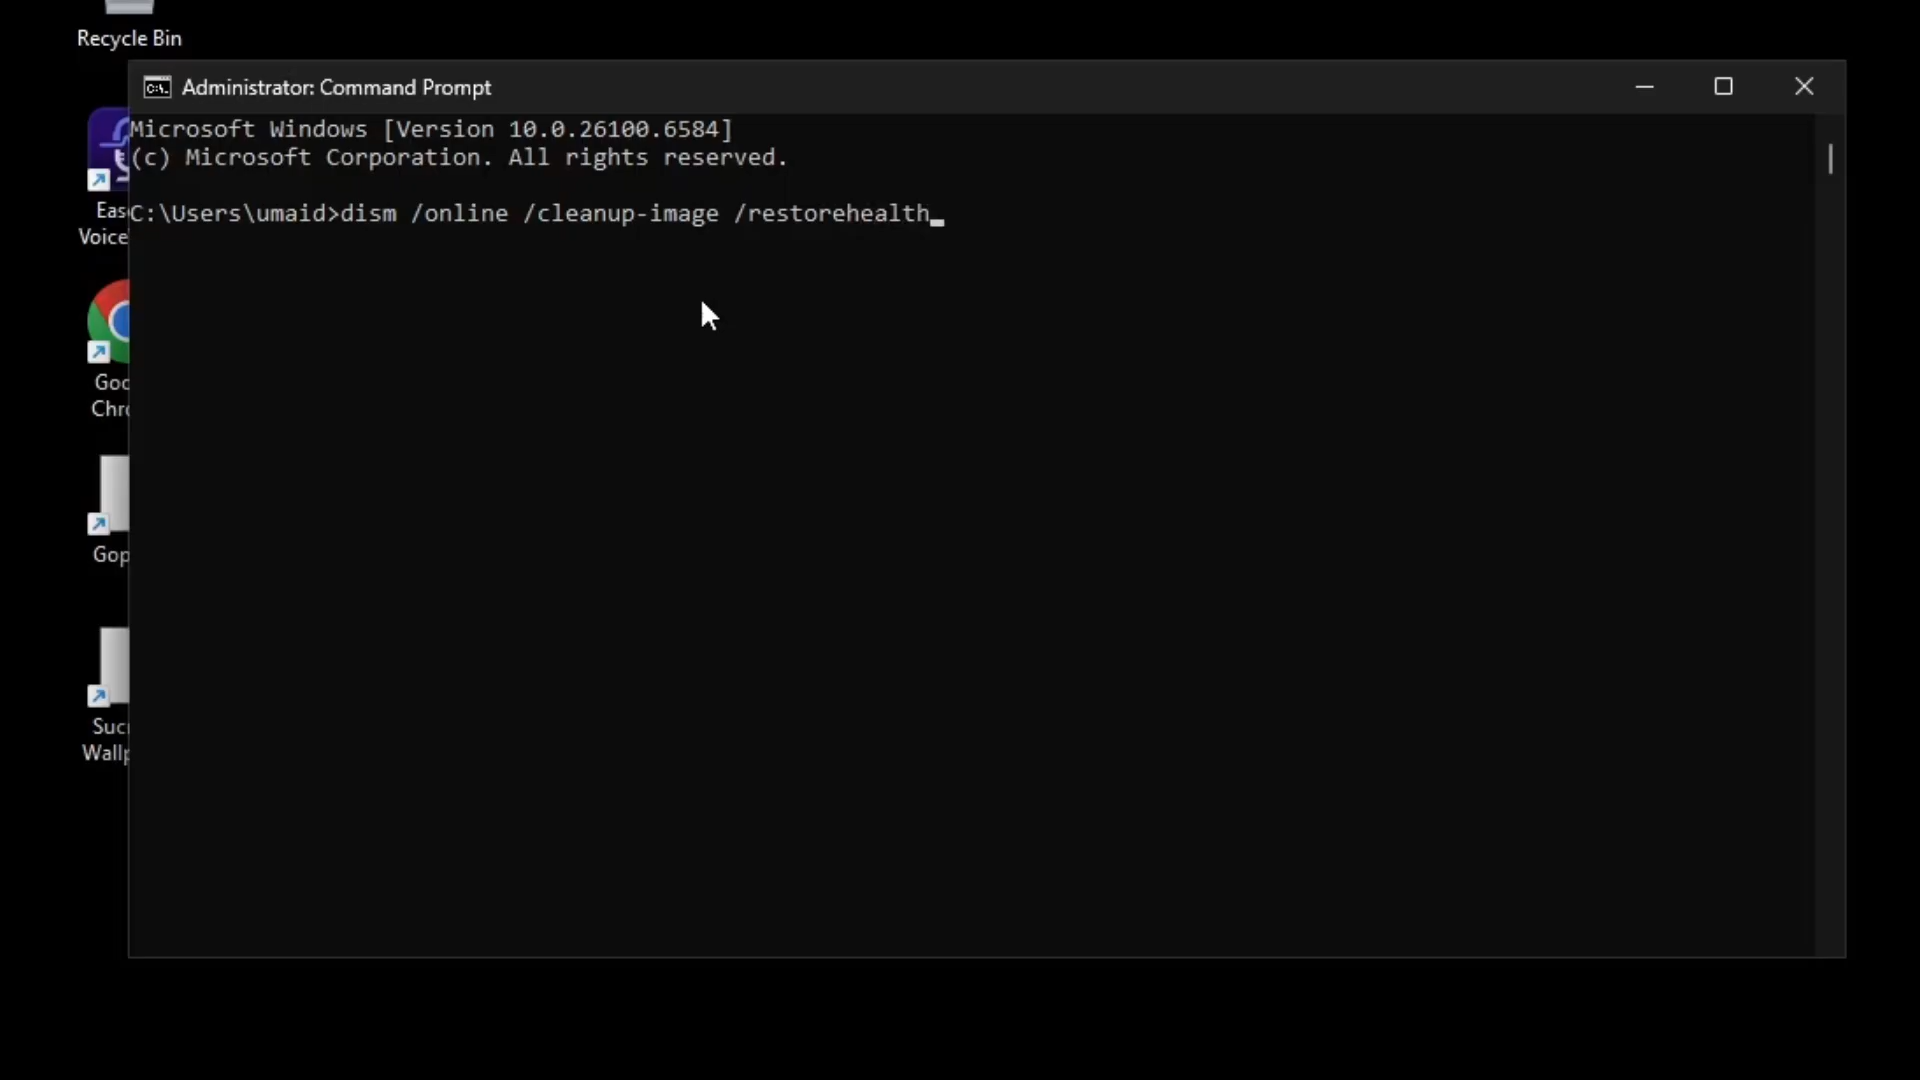 Recycle Bin
Administrator: Command Prompt
Microsoft Windows [Version 10.0.26100.6584]
(c) Microsoft Corporation. All rights reserved.
C:\Users\umaid>dism /online /cleanup-image /restorehealth
Eas
Voice
Goo
Chro
Gop
Suc
Wallp